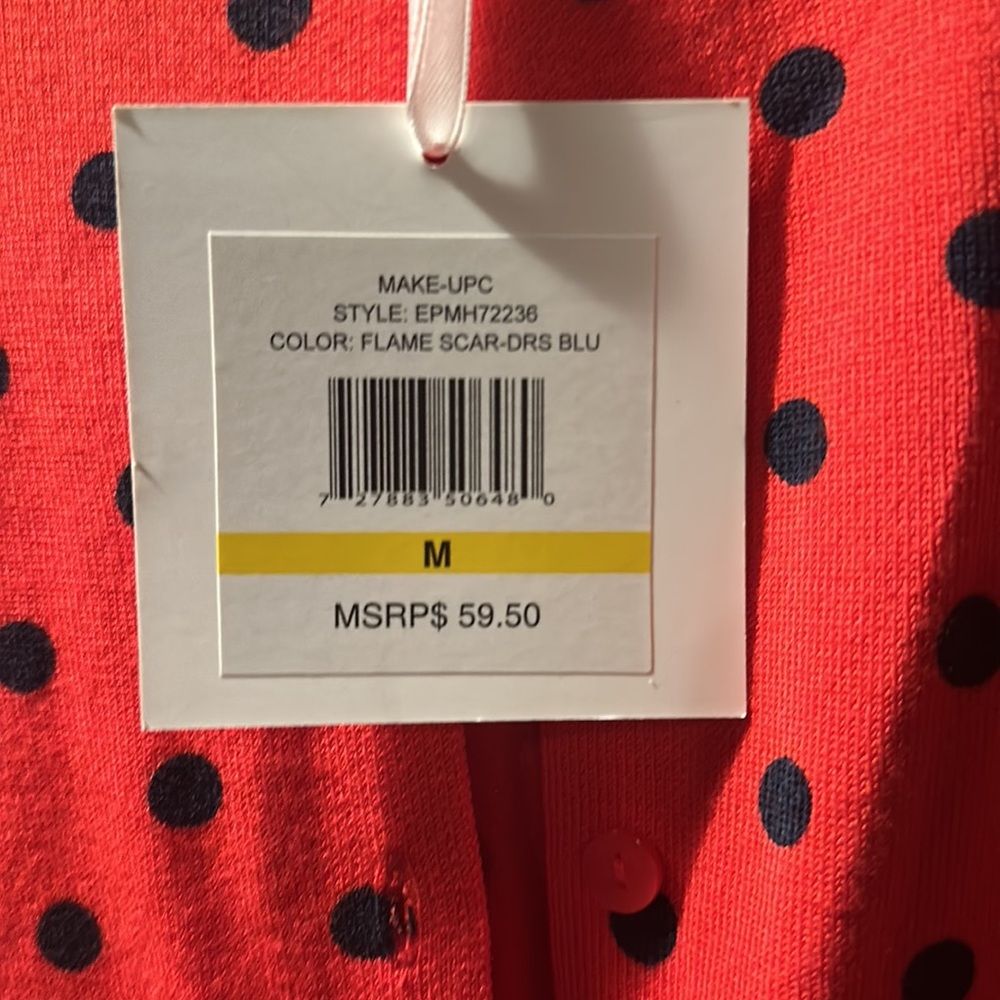 MAKE-UPC
STYLE: EPMH72236
COLOR: FLAME SCAR-DRS BLU
7 27883 50648 0
M
MSRP$ 59.50